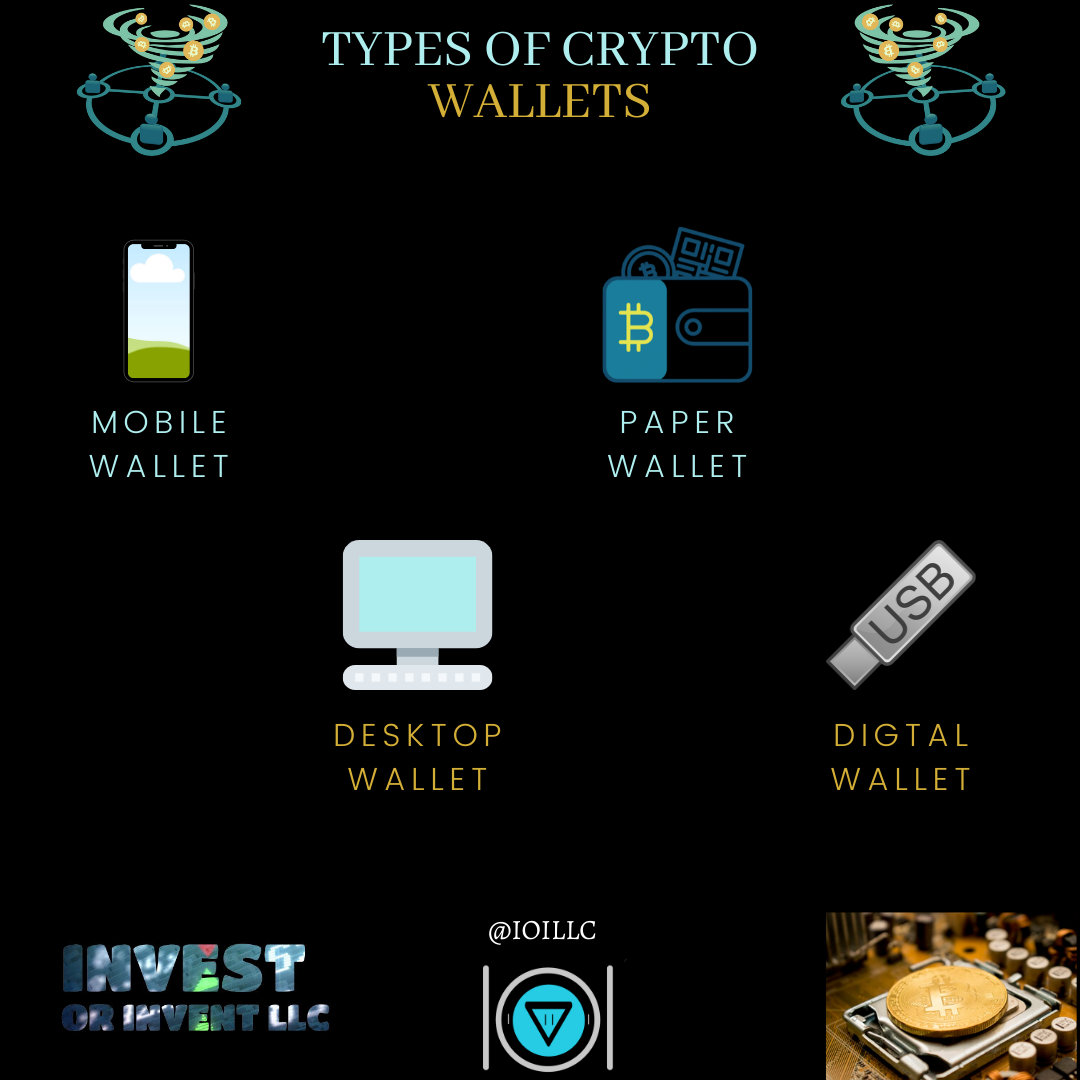 TYPES OF CRYPTO
WALLETS
MOBILE
WALLET
PAPER
WALLET
USB
DESKTOP
WALLET
DIGTAL
WALLET
INVEST
OR INVENT LLC
@IOILLC